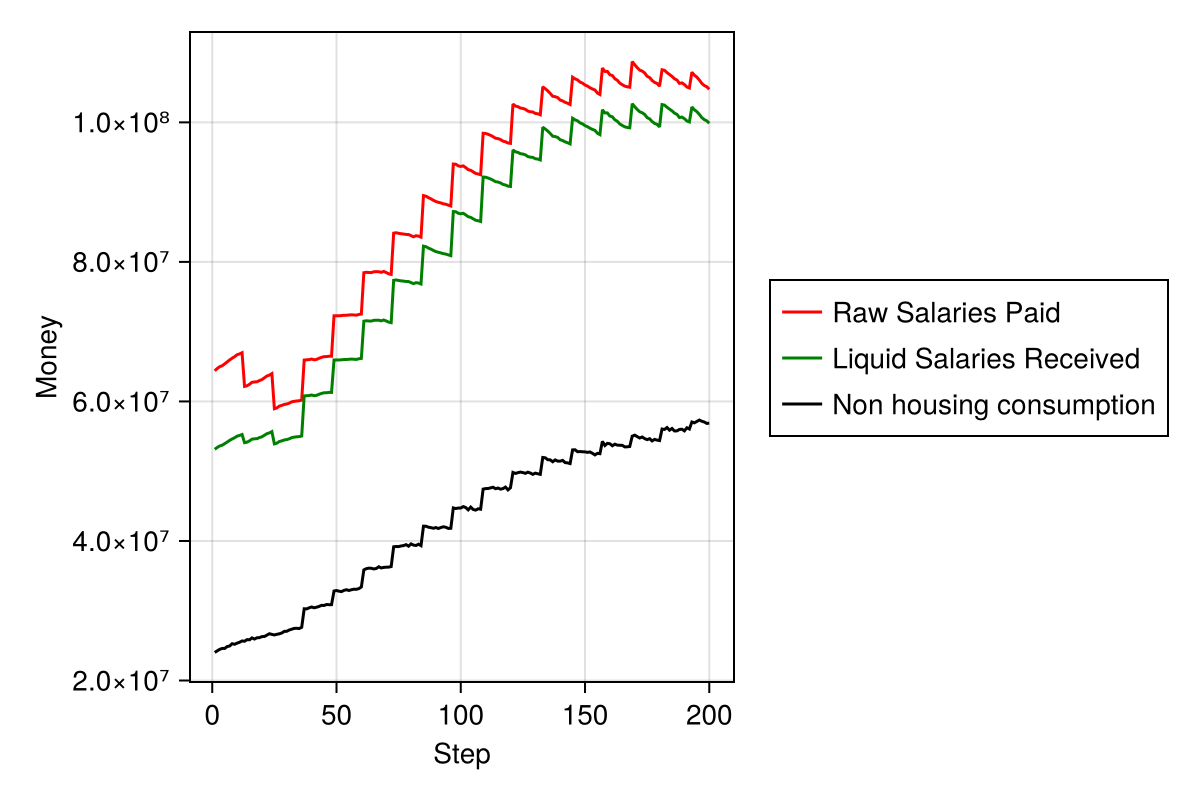 1.0×10⁸
8.0×10⁷
6.0×10⁷
4.0×10⁷
2.0×10⁷
Money
0 50 100 150 200
Step
Raw Salaries Paid
Liquid Salaries Received
Non housing consumption